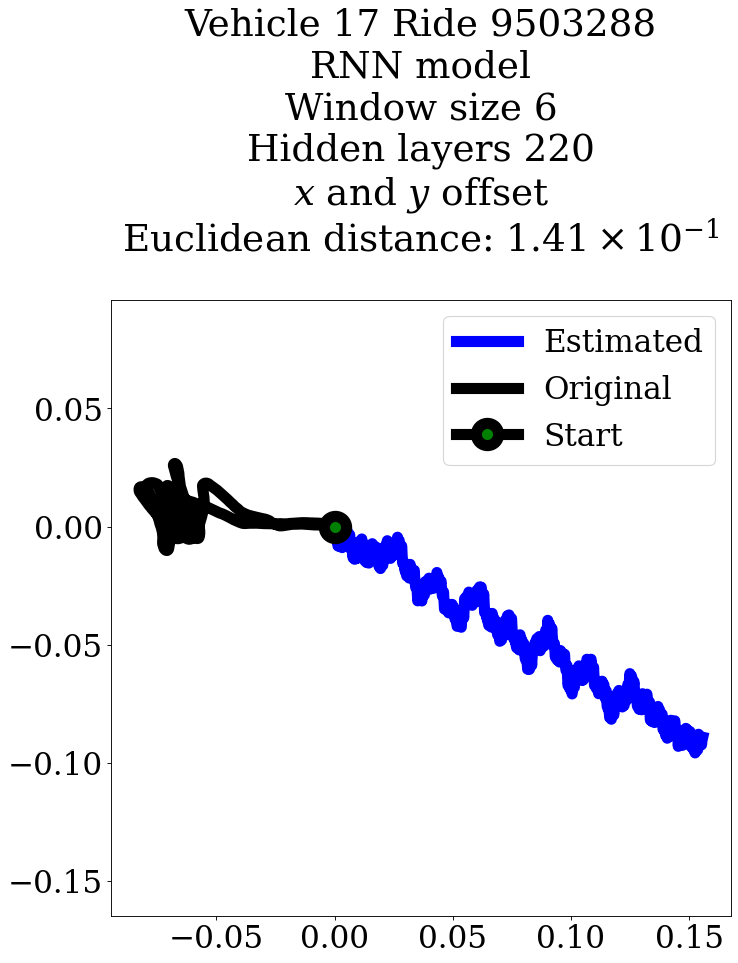 Vehicle 17 Ride 9503288
RNN model
Window size 6
Hidden layers 220
x and y offset
Euclidean distance: 1.41 × 10⁻¹
Estimated
Original
Start
0.05
0.00
−0.05
−0.10
−0.15
−0.05 0.00 0.05 0.10 0.15